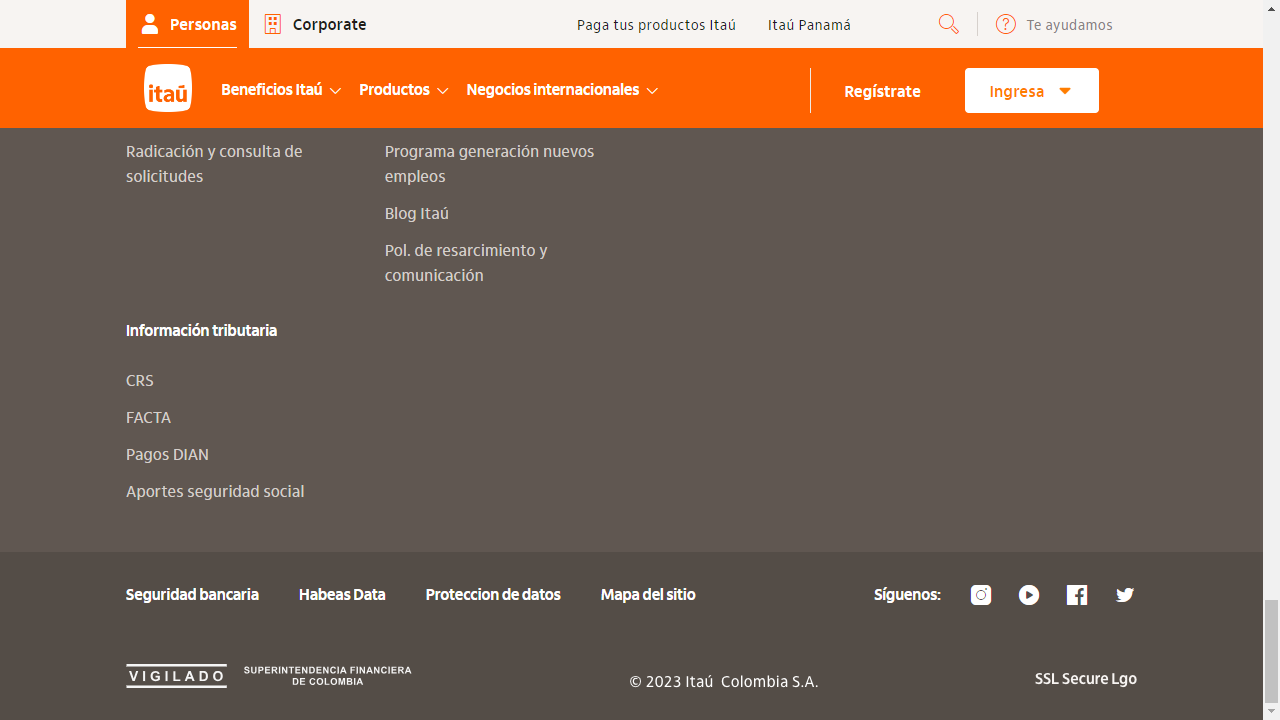 Personas
Corporate
Paga tus productos Itaú
Itaú Panamá
Te ayudamos
itaú
Beneficios Itaú
Productos
Negocios internacionales
Regístrate
Ingresa
Radicación y consulta de
solicitudes
Programa generación nuevos
empleos
Blog Itaú
Pol. de resarcimiento y
comunicación
Información tributaria
CRS
FACTA
Pagos DIAN
Aportes seguridad social
Seguridad bancaria
Habeas Data
Proteccion de datos
Mapa del sitio
Síguenos:
VIGILADO
SUPERINTENDENCIA FINANCIERA
DE COLOMBIA
© 2023 Itaú Colombia S.A.
SSL Secure Lgo